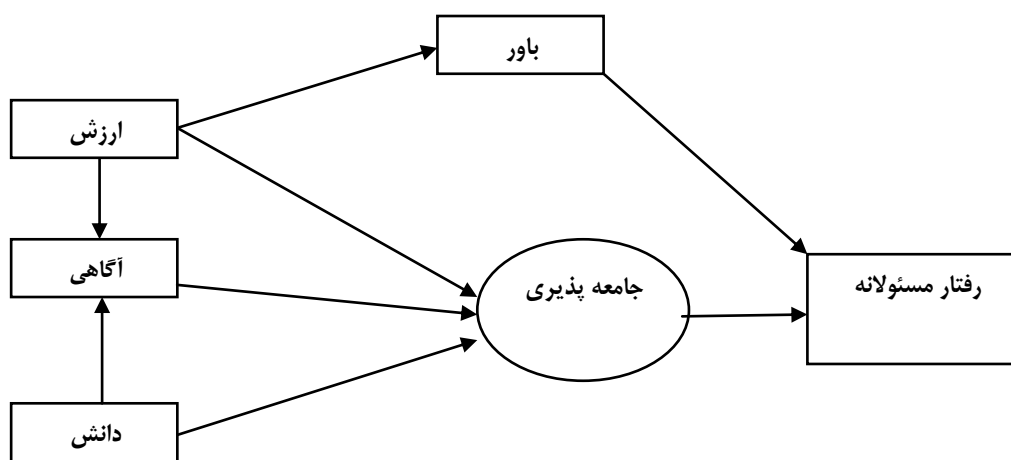 باور
ارزش
آگاهی
جامعه پذیری
رفتار مسئولانه
دانش